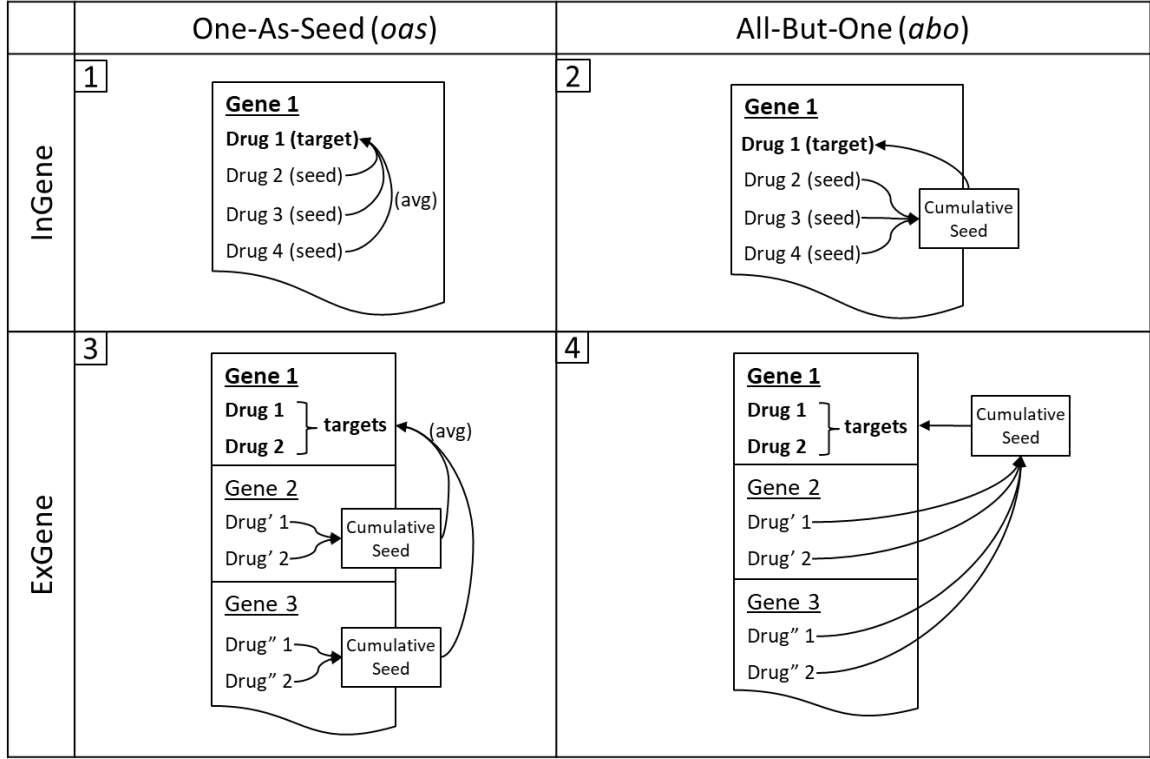 One-As-Seed (oas)
All-But-One (abo)
InGene
1
Gene 1
Drug 1 (target)
Drug 2 (seed)
Drug 3 (seed)
Drug 4 (seed)
(avg)
2
Gene 1
Drug 1 (target)
Drug 2 (seed)
Drug 3 (seed)
Drug 4 (seed)
Cumulative
Seed
ExGene
3
Gene 1
Drug 1
Drug 2
targets
(avg)
Gene 2
Drug’ 1
Drug’ 2
Cumulative
Seed
Gene 3
Drug” 1
Drug” 2
Cumulative
Seed
4
Gene 1
Drug 1
Drug 2
targets
Cumulative
Seed
Gene 2
Drug’ 1
Drug’ 2
Gene 3
Drug” 1
Drug” 2